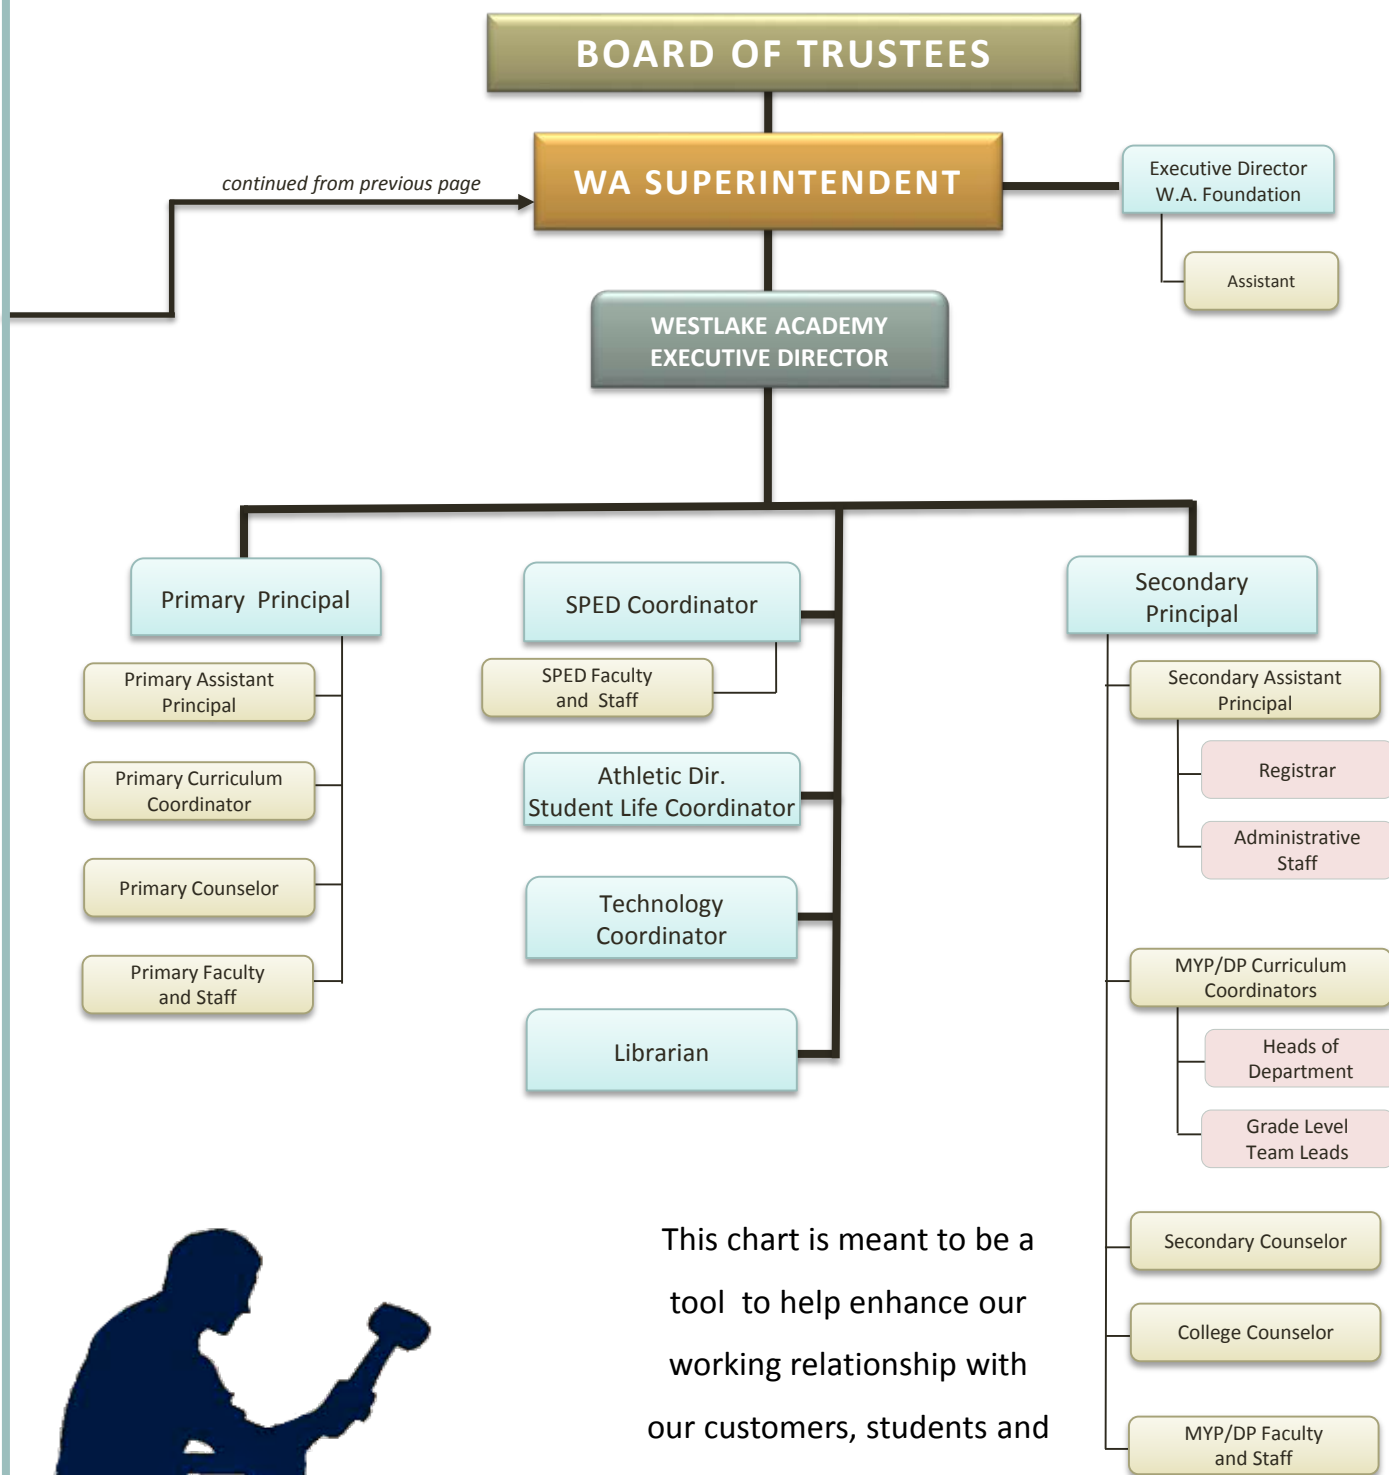 BOARD OF TRUSTEES
continued from previous page
WA SUPERINTENDENT
Executive Director
W.A. Foundation
Assistant
WESTLAKE ACADEMY
EXECUTIVE DIRECTOR
Primary Principal
Primary Assistant
Principal
Primary Curriculum
Coordinator
Primary Counselor
Primary Faculty
and Staff
SPED Coordinator
SPED Faculty
and Staff
Athletic Dir.
Student Life Coordinator
Technology
Coordinator
Librarian
Secondary
Principal
Secondary Assistant
Principal
Registrar
Administrative
Staff
MYP/DP Curriculum
Coordinators
Heads of
Department
Grade Level
Team Leads
Secondary Counselor
College Counselor
MYP/DP Faculty
and Staff
This chart is meant to be a
tool to help enhance our
working relationship with
our customers, students and